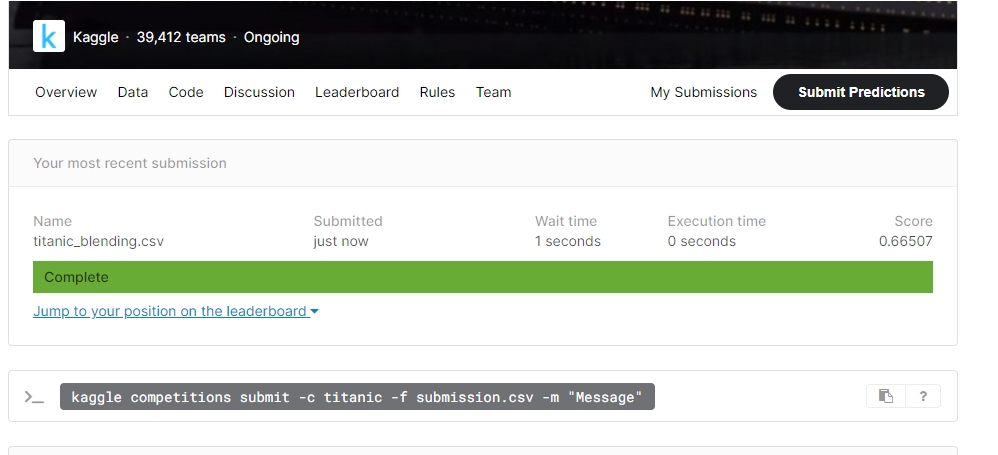 k Kaggle · 39,412 teams · Ongoing
Overview Data Code Discussion Leaderboard Rules Team My Submissions Submit Predictions
Your most recent submission
Name Submitted Wait time Execution time Score
titanic_blending.csv just now 1 seconds 0 seconds 0.66507
Complete
Jump to your position on the leaderboard
>_ kaggle competitions submit -c titanic -f submission.csv -m "Message" ?